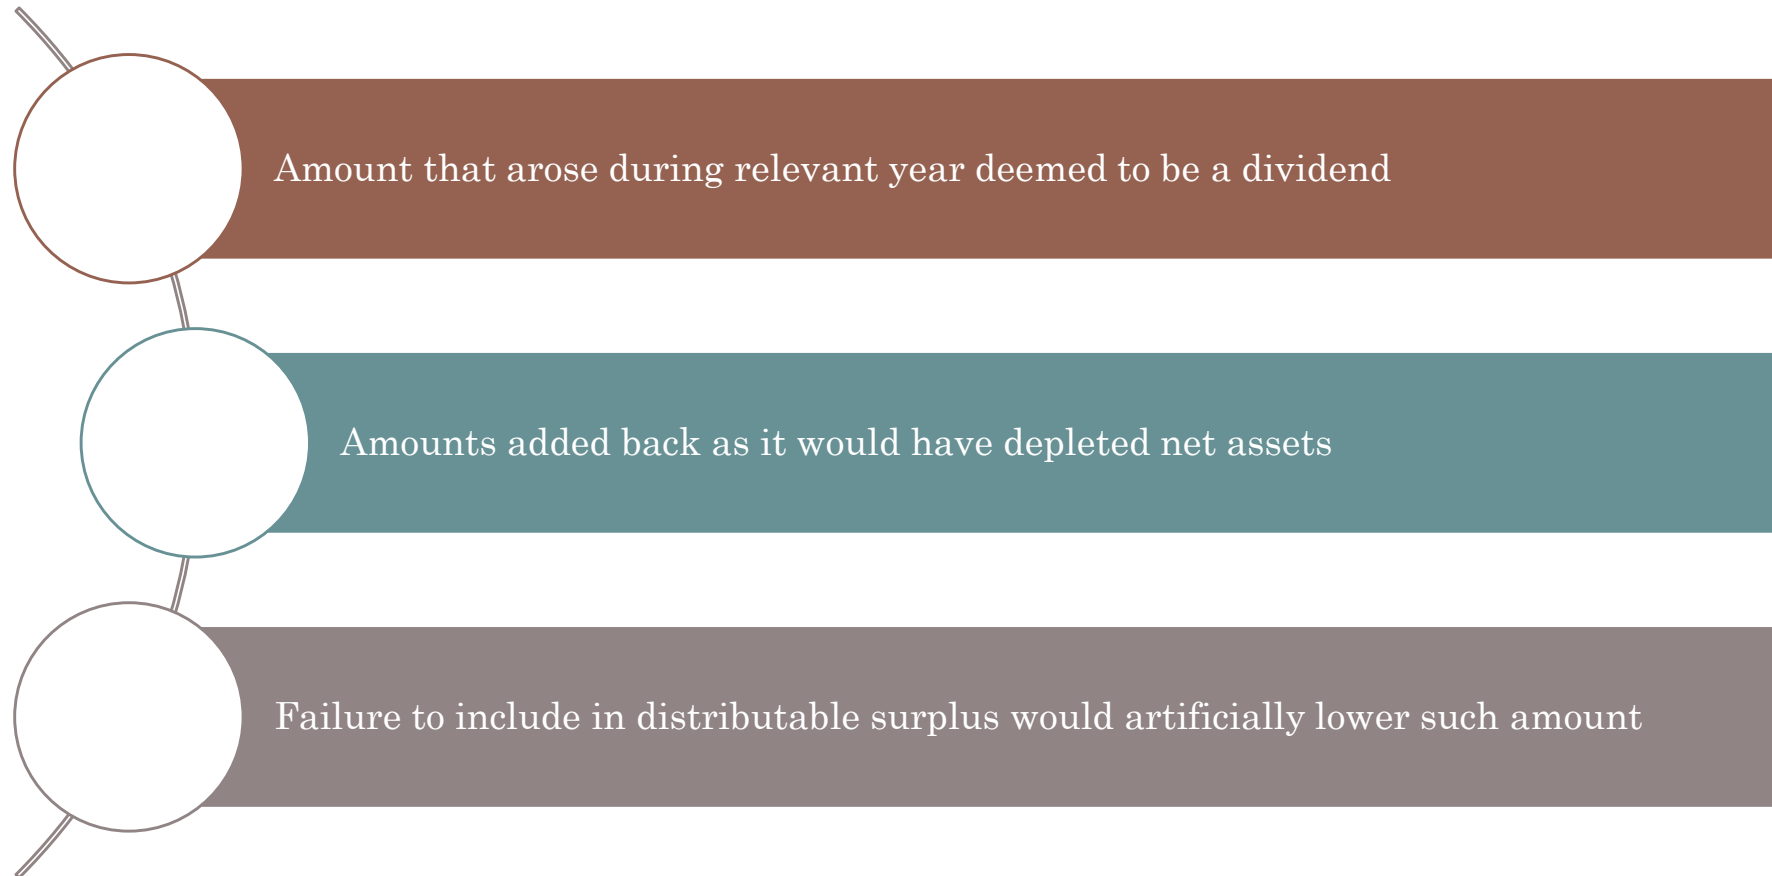 Amount that arose during relevant year deemed to be a dividend
Amounts added back as it would have depleted net assets
Failure to include in distributable surplus would artificially lower such amount